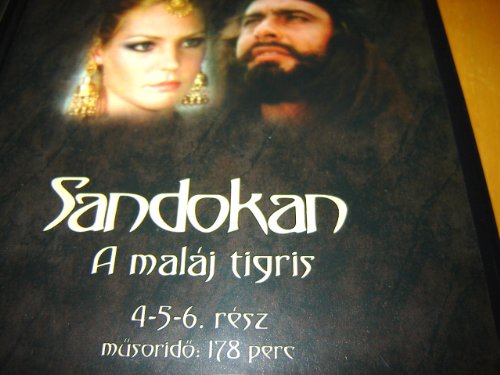 Sandokan
A maláj tigris
4-5-6. rész
műsoridő: 178 perc